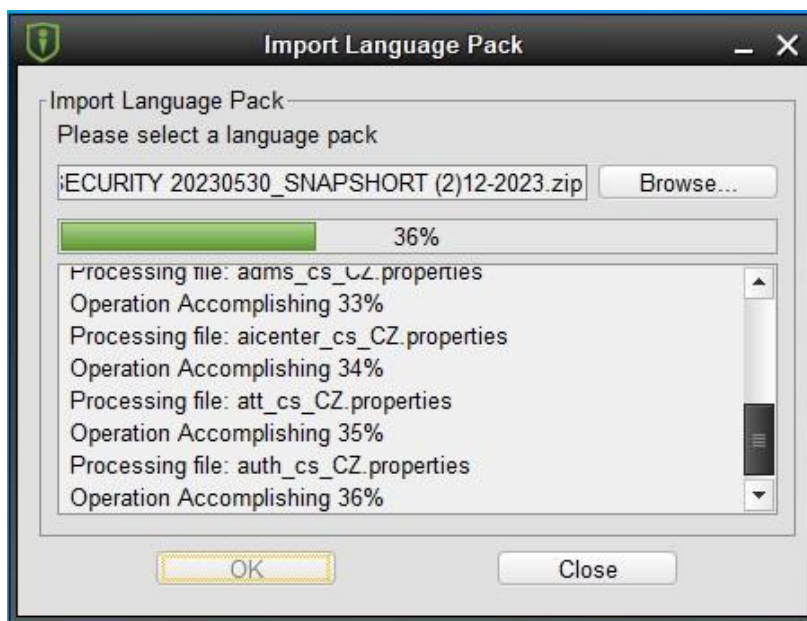 Import Language Pack
Import Language Pack
Please select a language pack
SECURITY 20230530_SNAPSHORT (2)12-2023.zip
Browse...
36%
Processing file: adms_cs_CZ.properties
Operation Accomplishing 33%
Processing file: aicenter_cs_CZ.properties
Operation Accomplishing 34%
Processing file: att_cs_CZ.properties
Operation Accomplishing 35%
Processing file: auth_cs_CZ.properties
Operation Accomplishing 36%
OK
Close